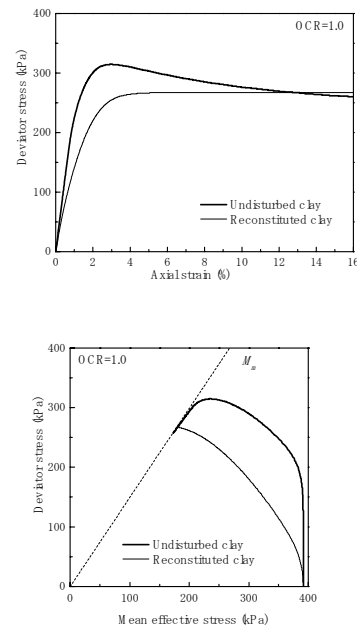 400
OCR=1.0
300
200
100
0
Deviator stress (kPa)
Undisturbed clay
Reconstituted clay
0 2 4 6 8 10 12 14 16
Axial strain (%)
400
OCR=1.0
300
200
100
0
Deviator stress (kPa)
Undisturbed clay
Reconstituted clay
0 100 200 300 400
Mean effective stress (kPa)